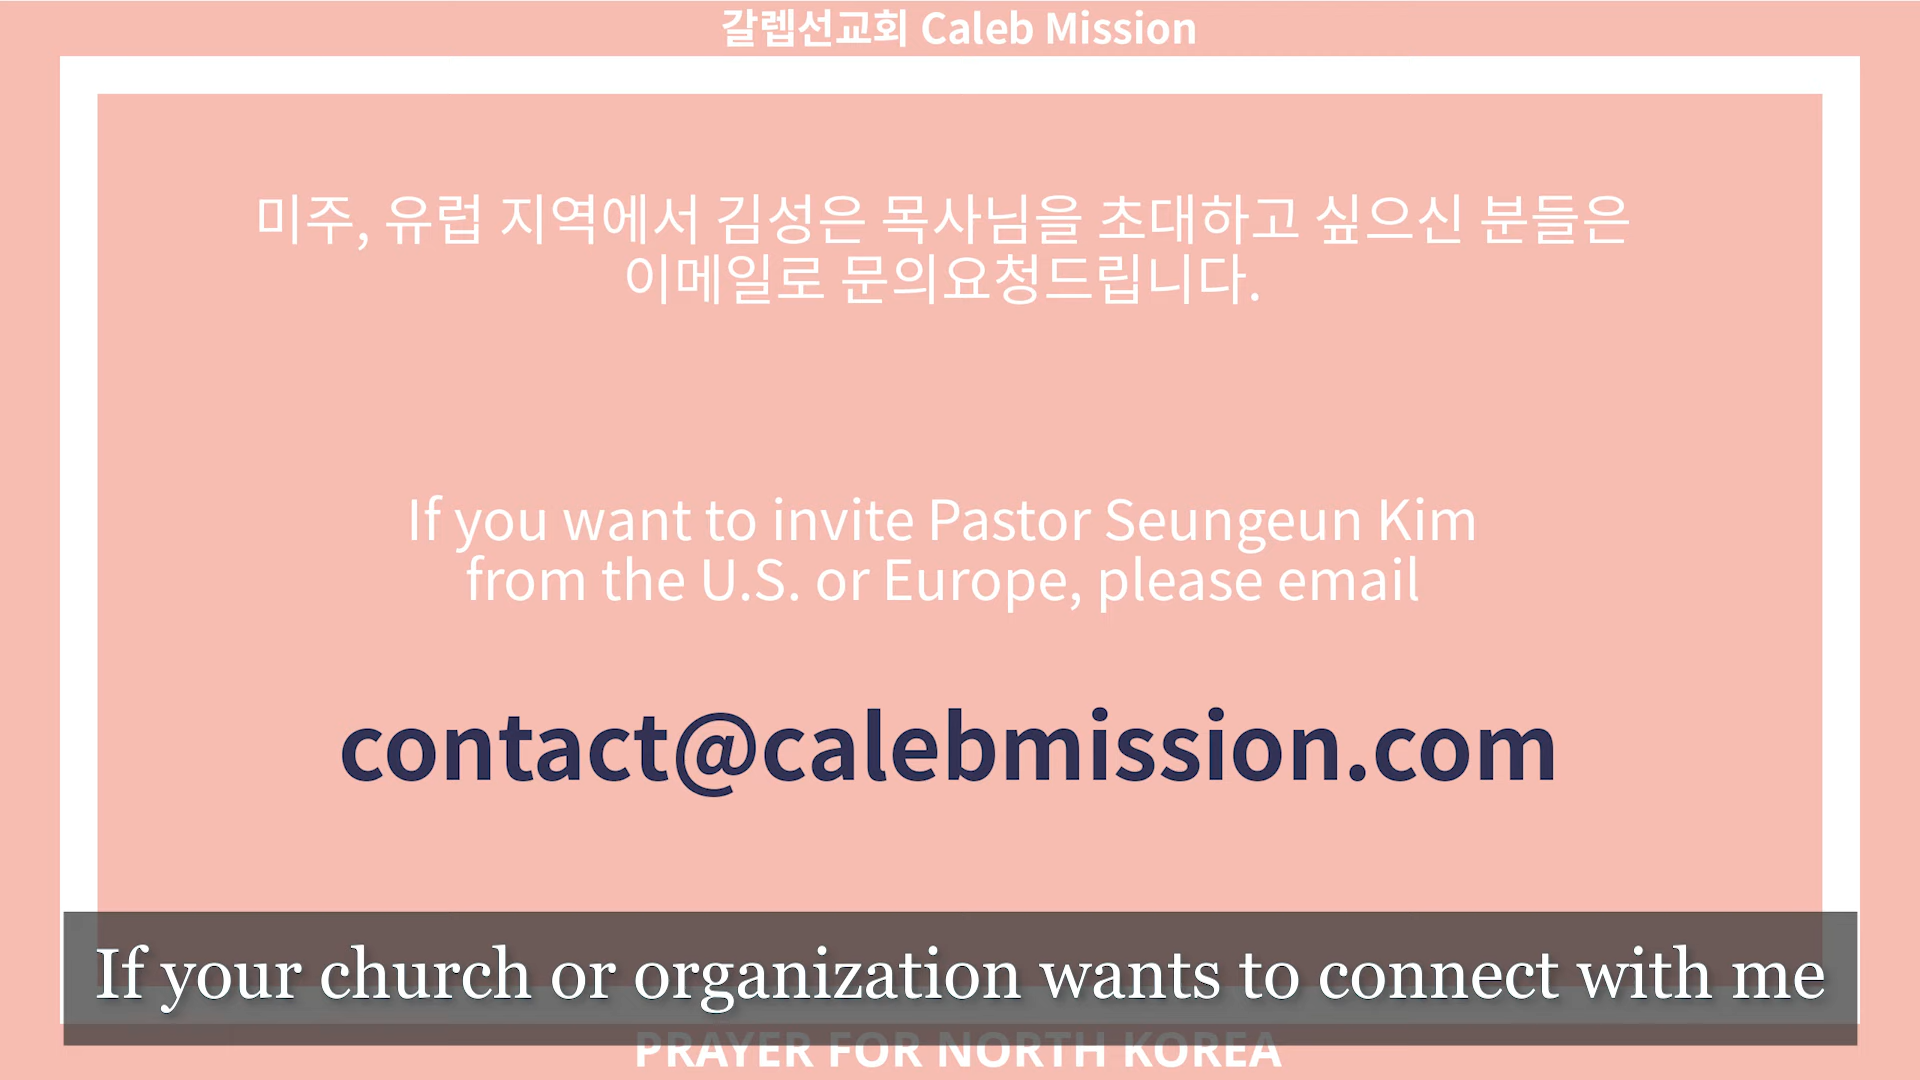 갈렙선교회 Caleb Mission
미주, 유럽 지역에서 김성은 목사님을 초대하고 싶으신 분들은
이메일로 문의요청드립니다.
If you want to invite Pastor Seungeun Kim
from the U.S. or Europe, please email
contact@calebmission.com
If your church or organization wants to connect with me
PRAYER FOR NORTH KOREA